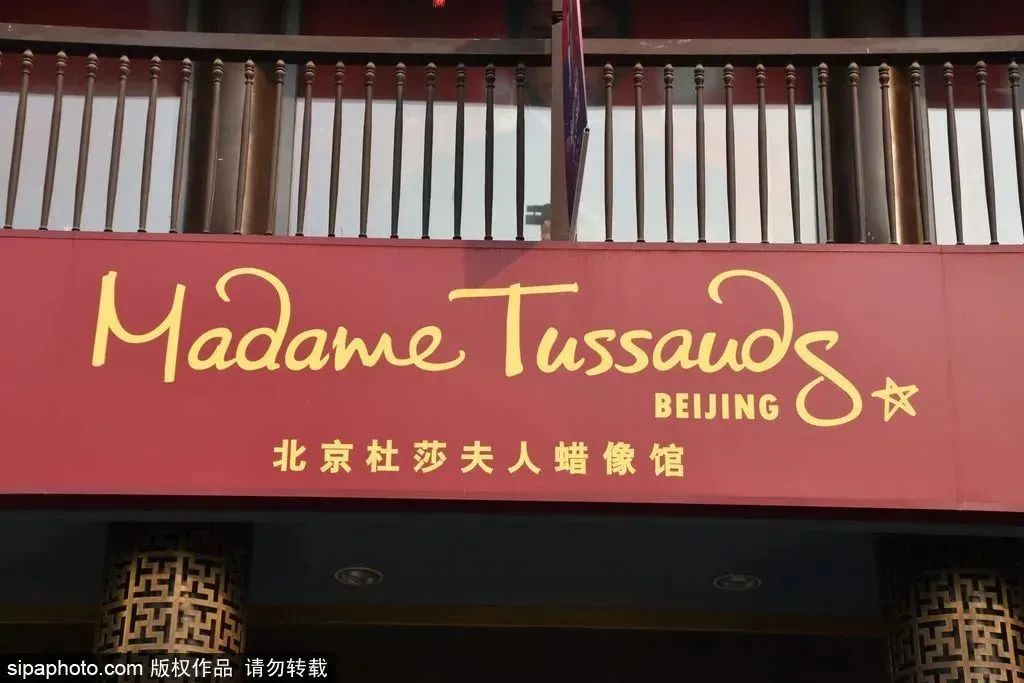 Madame Tussauds
BEIJING
北京杜莎夫人蜡像馆
sipaphoto.com 版权作品 请勿转载